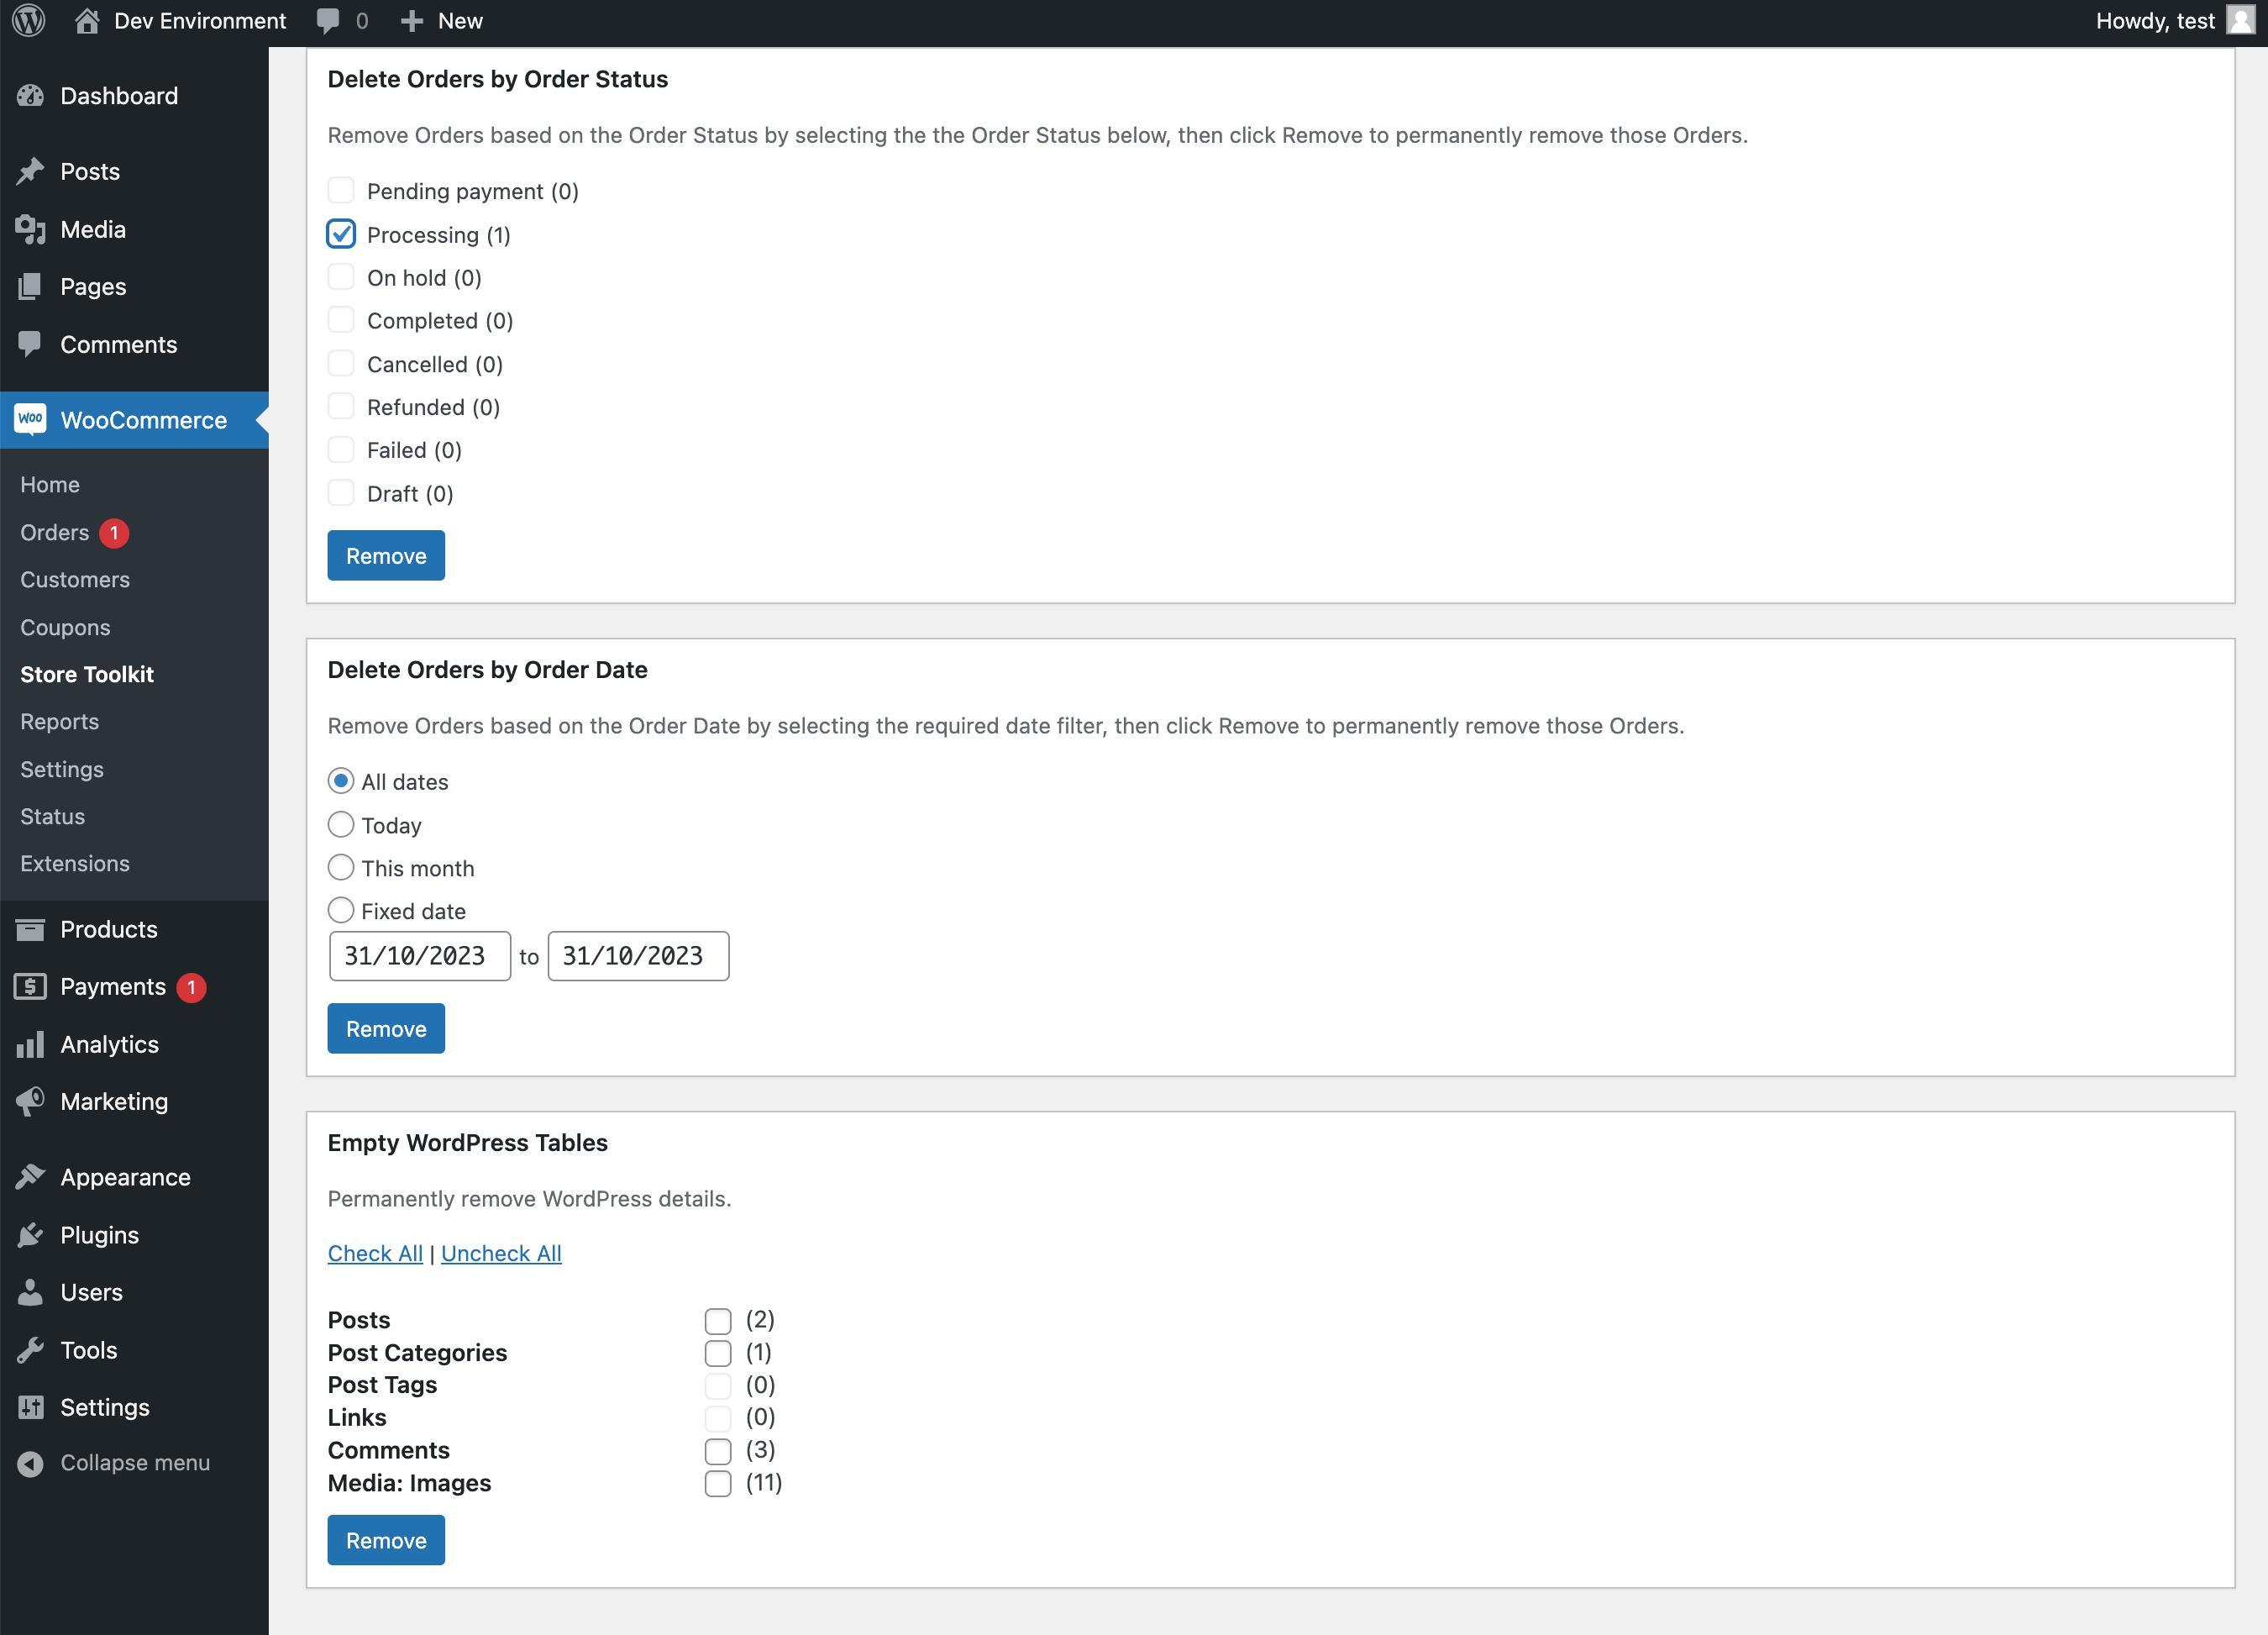 Dev Environment 0 New Howdy, test
Dashboard
Posts
Media
Pages
Comments
Woo WooCommerce
Home
Orders 1
Customers
Coupons
Store Toolkit
Reports
Settings
Status
Extensions
Products
Payments 1
Analytics
Marketing
Appearance
Plugins
Users
Tools
Settings
Collapse menu
Delete Orders by Order Status
Remove Orders based on the Order Status by selecting the the Order Status below, then click Remove to permanently remove those Orders.
Pending payment (0)
Processing (1)
On hold (0)
Completed (0)
Cancelled (0)
Refunded (0)
Failed (0)
Draft (0)
Remove
Delete Orders by Order Date
Remove Orders based on the Order Date by selecting the required date filter, then click Remove to permanently remove those Orders.
All dates
Today
This month
Fixed date
31/10/2023 to 31/10/2023
Remove
Empty WordPress Tables
Permanently remove WordPress details.
Check All | Uncheck All
Posts (2)
Post Categories (1)
Post Tags (0)
Links (0)
Comments (3)
Media: Images (11)
Remove